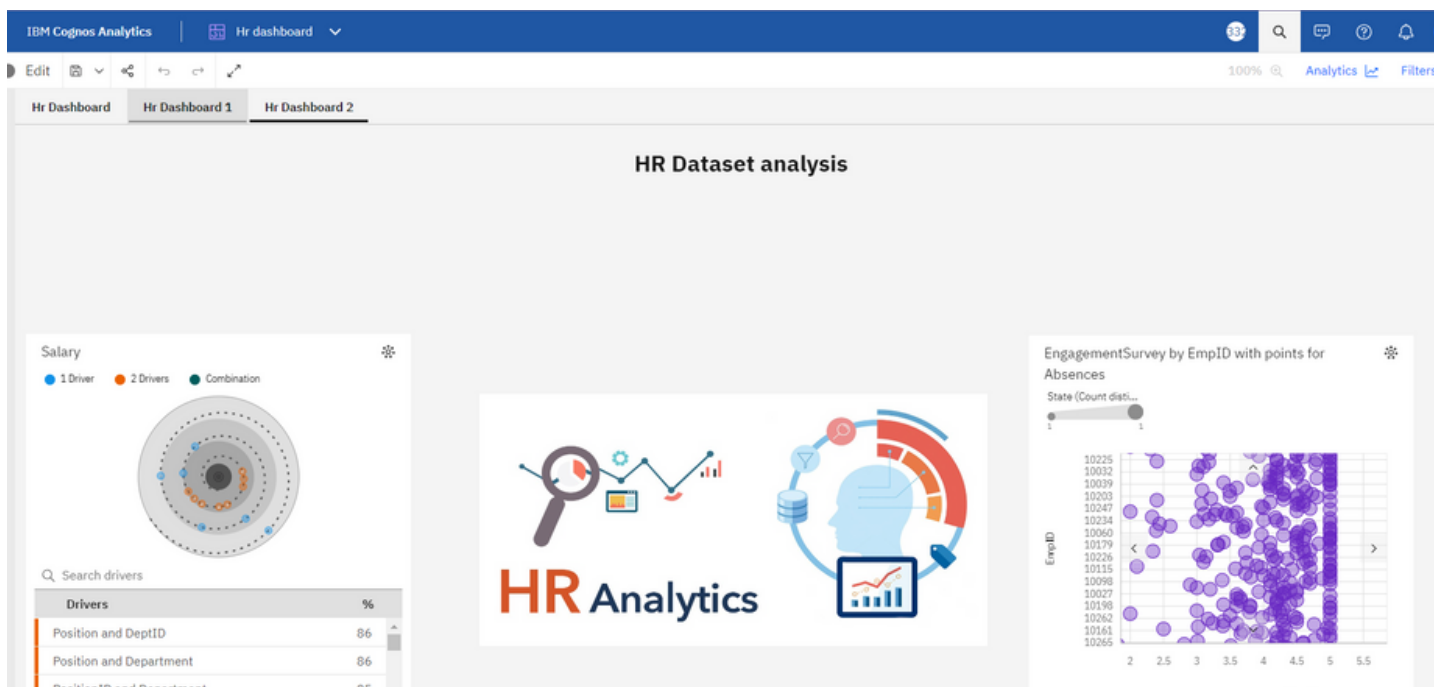 IBM Cognos Analytics
Hr dashboard
Edit
100%
Analytics
Filters
Hr Dashboard
Hr Dashboard 1
Hr Dashboard 2
HR Dataset analysis
Salary
1 Driver
2 Drivers
Combination
Search drivers
Drivers %
Position and DeptID 86
Position and Department 86
HR Analytics
EngagementSurvey by EmpID with points for
Absences
State (Count disti...
1 1
EmpID
10225
10032
10039
10203
10247
10234
10060
10179
10226
10115
10098
10027
10198
10262
10161
10265
2 2.5 3 3.5 4 4.5 5 5.5